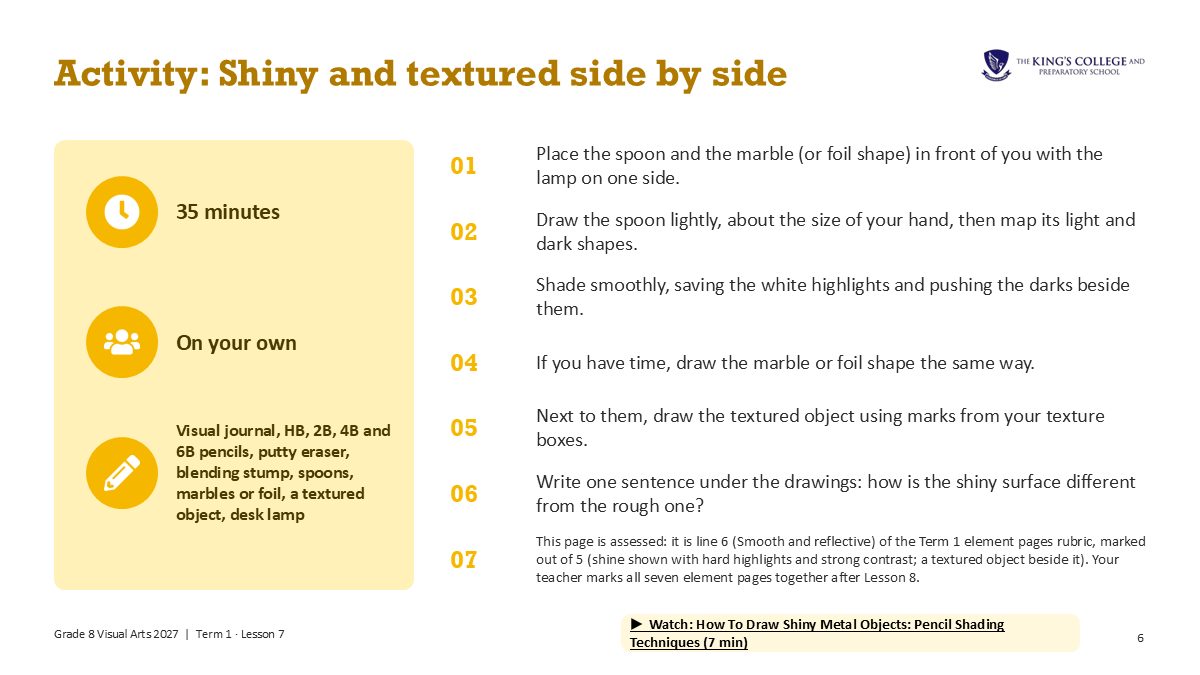 Activity: Shiny and textured side by side
THE KING'S COLLEGE AND
PREPARATORY SCHOOL
35 minutes
On your own
Visual journal, HB, 2B, 4B and
6B pencils, putty eraser,
blending stump, spoons,
marbles or foil, a textured
object, desk lamp
01
Place the spoon and the marble (or foil shape) in front of you with the
lamp on one side.
02
Draw the spoon lightly, about the size of your hand, then map its light and
dark shapes.
03
Shade smoothly, saving the white highlights and pushing the darks beside
them.
04
If you have time, draw the marble or foil shape the same way.
05
Next to them, draw the textured object using marks from your texture
boxes.
06
Write one sentence under the drawings: how is the shiny surface different
from the rough one?
07
This page is assessed: it is line 6 (Smooth and reflective) of the Term 1 element pages rubric, marked
out of 5 (shine shown with hard highlights and strong contrast; a textured object beside it). Your
teacher marks all seven element pages together after Lesson 8.
Grade 8 Visual Arts 2027 | Term 1 · Lesson 7
▶ Watch: How To Draw Shiny Metal Objects: Pencil Shading
Techniques (7 min)
6